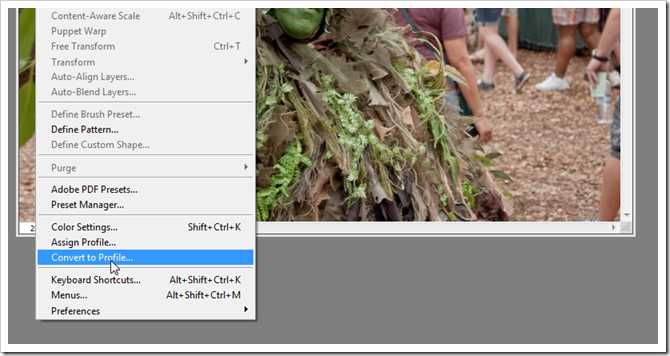 Content-Aware Scale Alt+Shift+Ctrl+C
Puppet Warp
Free Transform Ctrl+T
Transform
Auto-Align Layers...
Auto-Blend Layers...
Define Brush Preset...
Define Pattern...
Define Custom Shape...
Purge
Adobe PDF Presets...
Preset Manager...
Color Settings... Shift+Ctrl+K
Assign Profile...
Convert to Profile...
Keyboard Shortcuts... Alt+Shift+Ctrl+K
Menus... Alt+Shift+Ctrl+M
Preferences